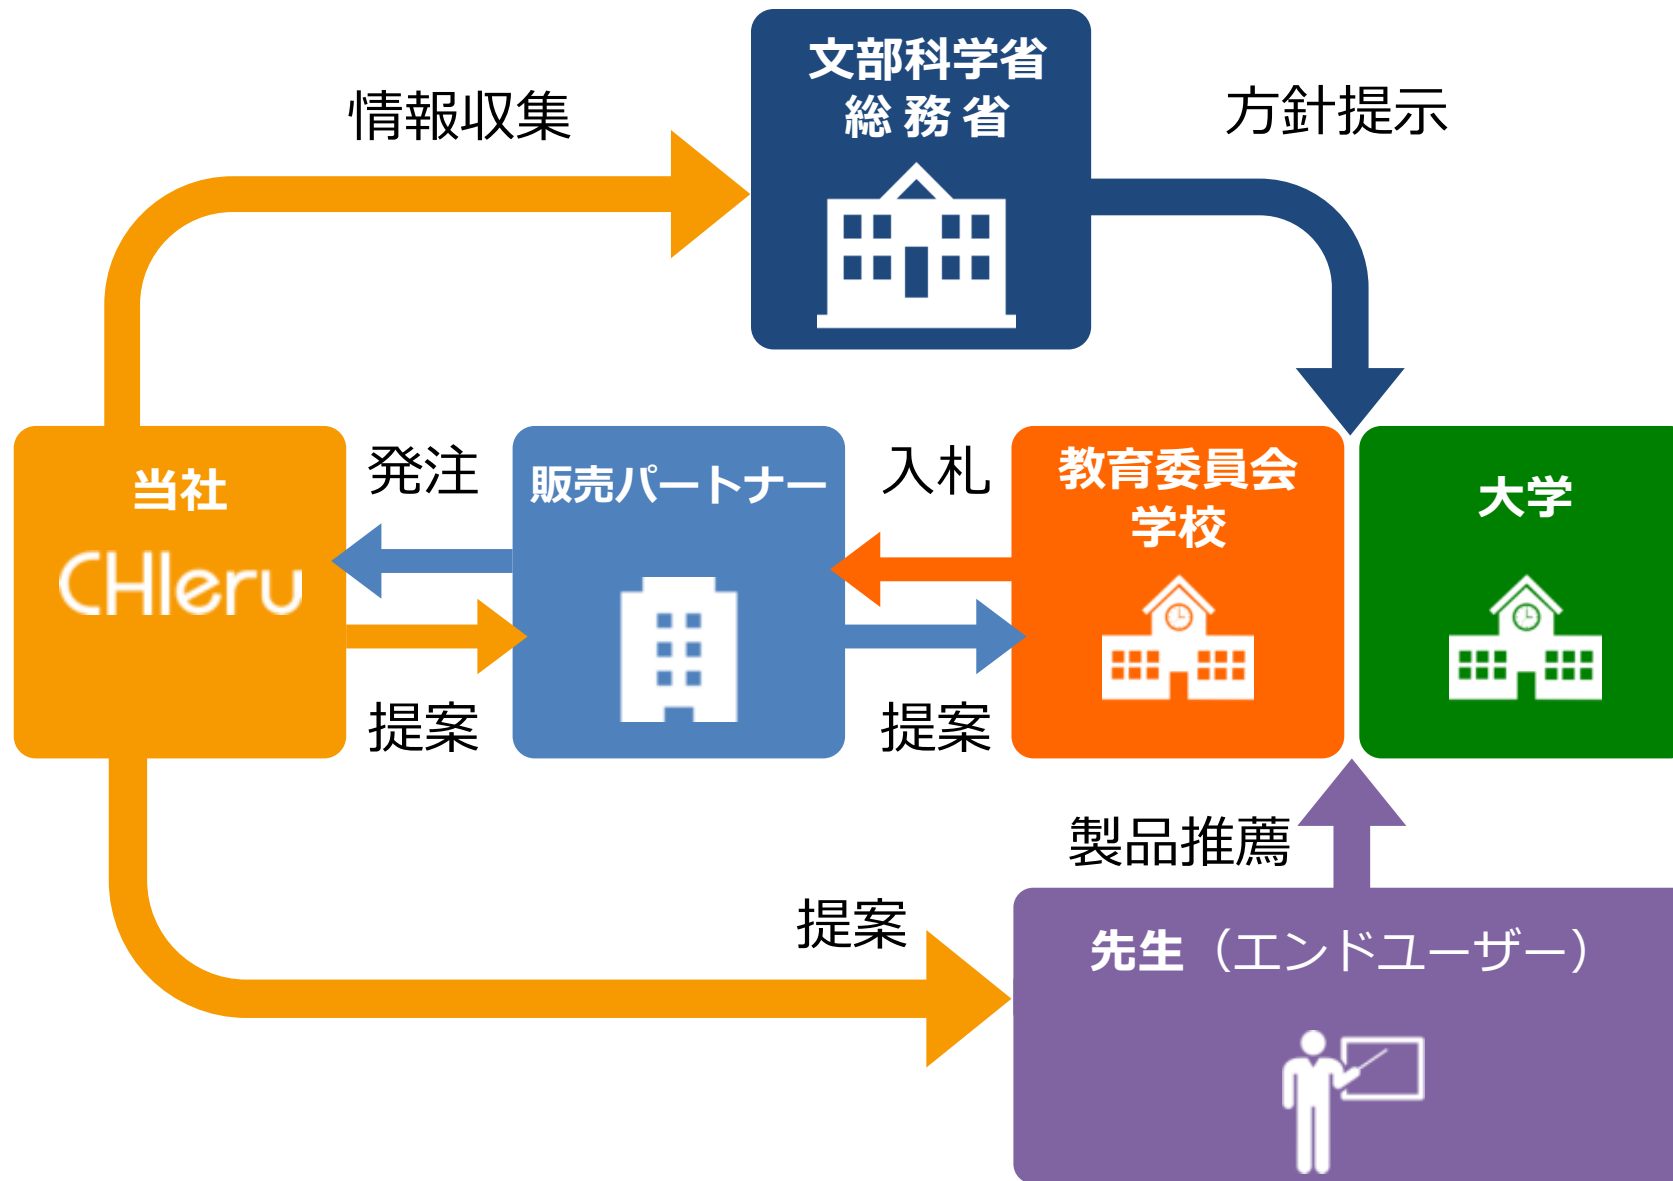 文部科学省
総務省
情報収集
方針提示
当社
CHIeru
発注
提案
販売パートナー
入札
提案
教育委員会
学校
大学
製品推薦
提案
先生（エンドユーザー）